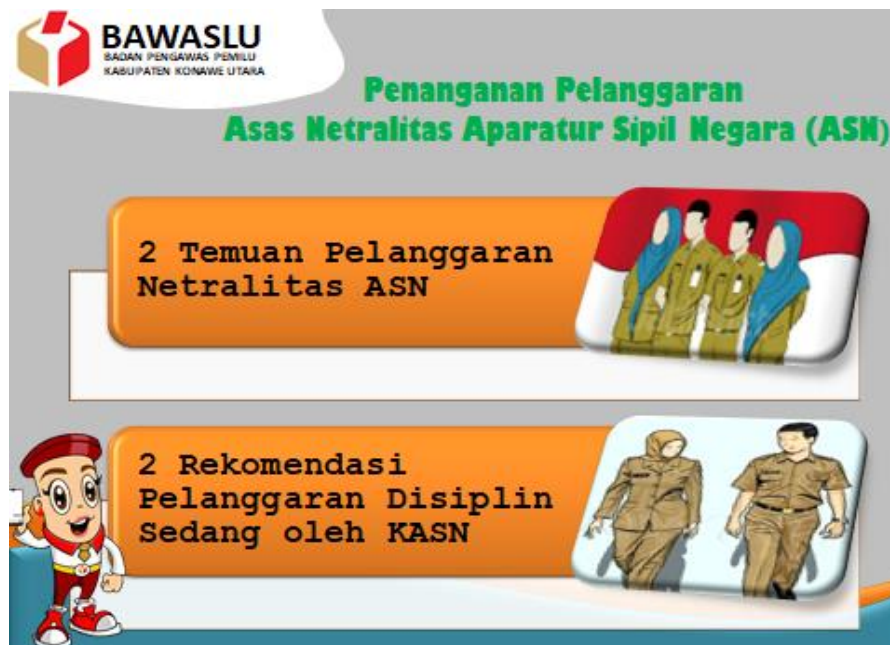 BAWASLU
BADAN PENGAWAS PEMILU
KABUPATEN KONAWE UTARA
Penanganan Pelanggaran
Asas Netralitas Aparatur Sipil Negara (ASN)
2 Temuan Pelanggaran
Netralitas ASN
2 Rekomendasi
Pelanggaran Disiplin
Sedang oleh KASN